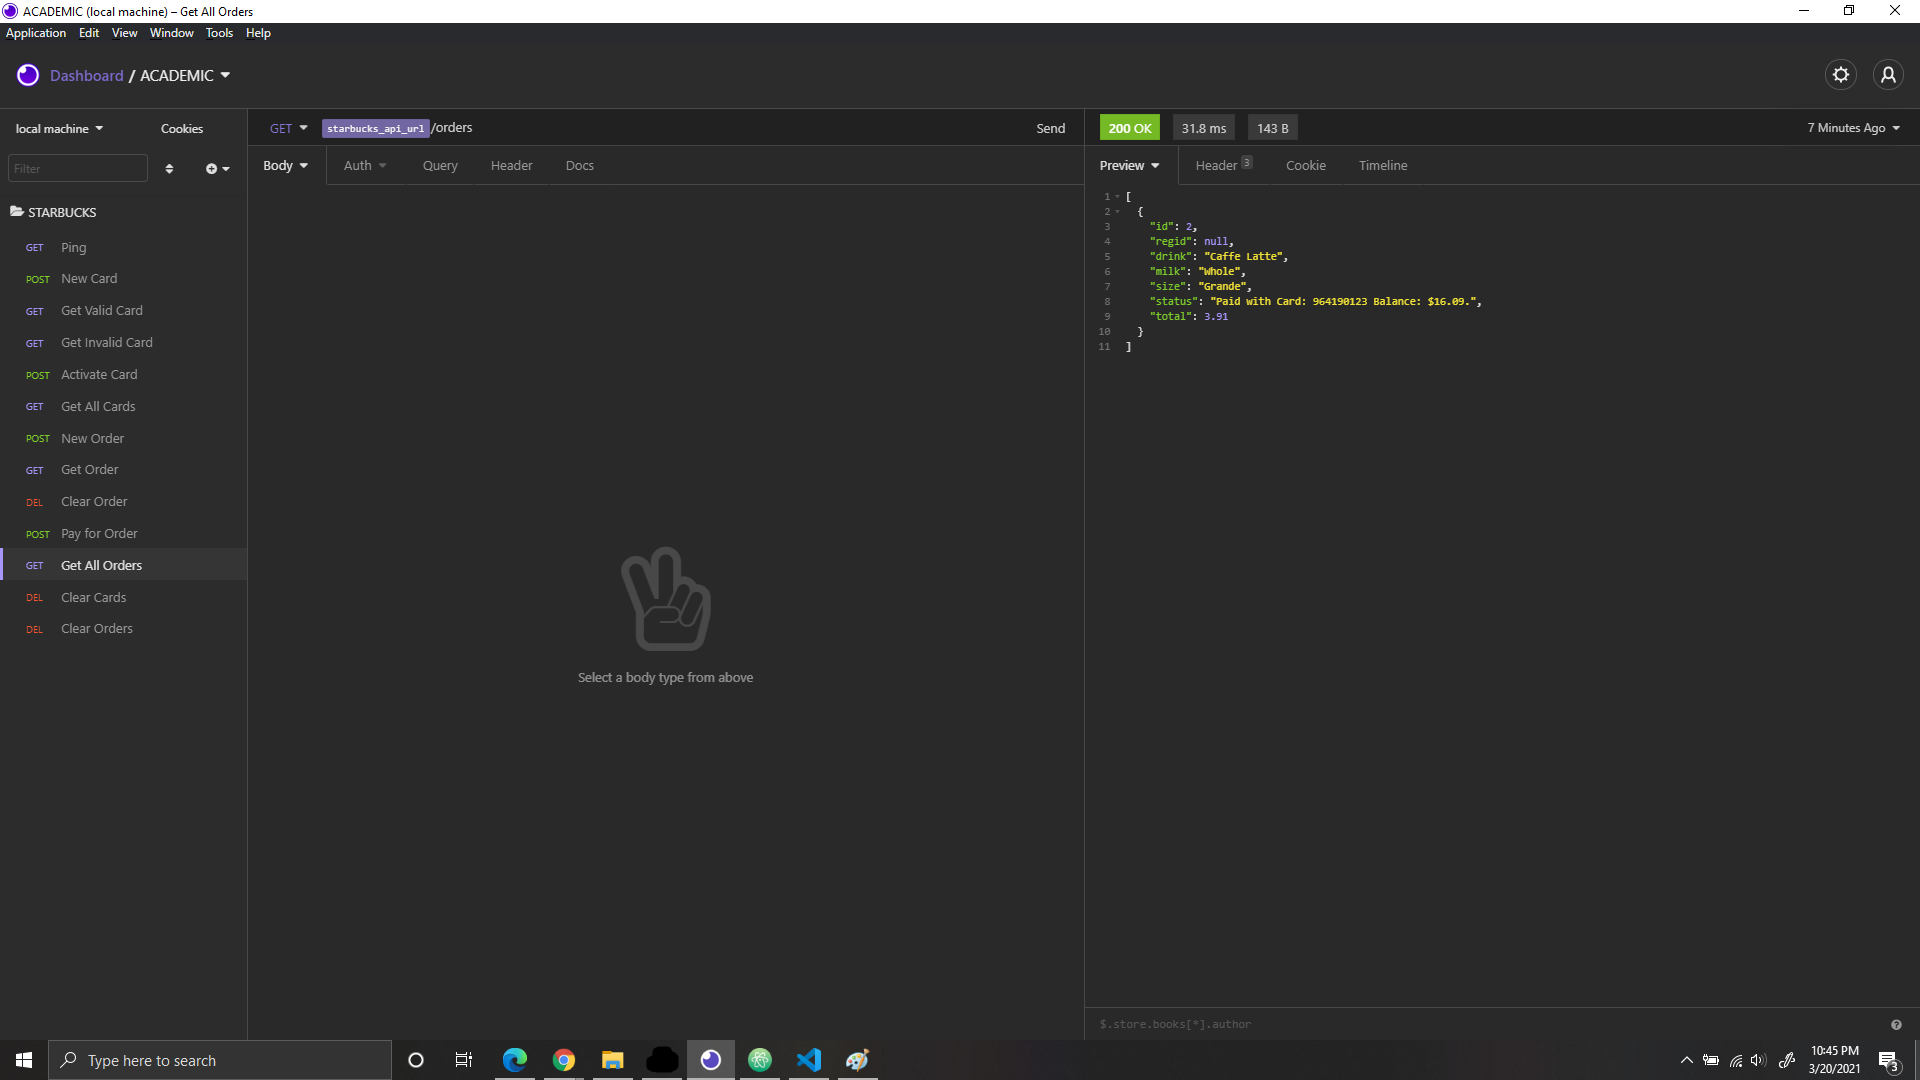 ACADEMIC (local machine) – Get All Orders
Application Edit View Window Tools Help
Dashboard / ACADEMIC
local machine Cookies
GET starbucks_api_url/orders Send
200 OK 31.8 ms 143 B 7 Minutes Ago
Filter
Body Auth Query Header Docs
Preview Header 3 Cookie Timeline
STARBUCKS
GET Ping
POST New Card
GET Get Valid Card
GET Get Invalid Card
POST Activate Card
GET Get All Cards
POST New Order
GET Get Order
DEL Clear Order
POST Pay for Order
GET Get All Orders
DEL Clear Cards
DEL Clear Orders
Select a body type from above
1 [
2 {
3 "id": 2,
4 "regid": null,
5 "drink": "Caffe Latte",
6 "milk": "Whole",
7 "size": "Grande",
8 "status": "Paid with Card: 964190123 Balance: $16.09.",
9 "total": 3.91
10 }
11 ]
$.store.books[*].author
Type here to search
10:45 PM
3/20/2021
3